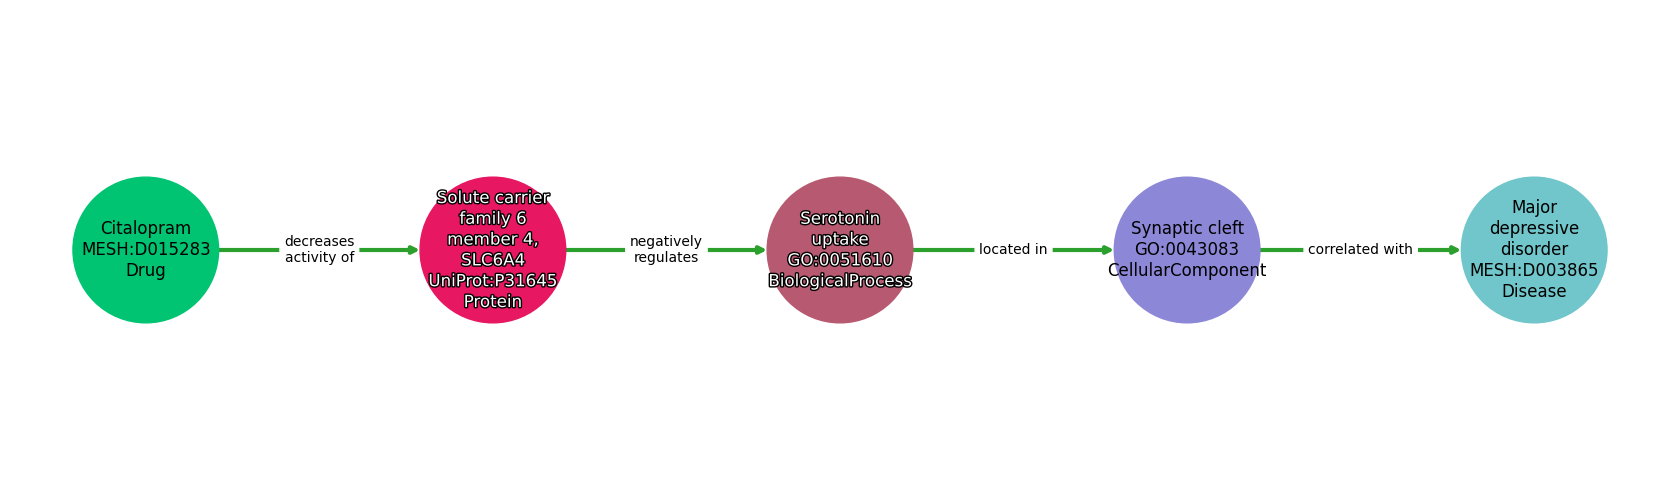 Citalopram
MESH:D015283
Drug
decreases
activity of
Solute carrier
family 6
member 4,
SLC6A4
UniProt:P31645
Protein
negatively
regulates
Serotonin
uptake
GO:0051610
BiologicalProcess
located in
Synaptic cleft
GO:0043083
CellularComponent
correlated with
Major
depressive
disorder
MESH:D003865
Disease